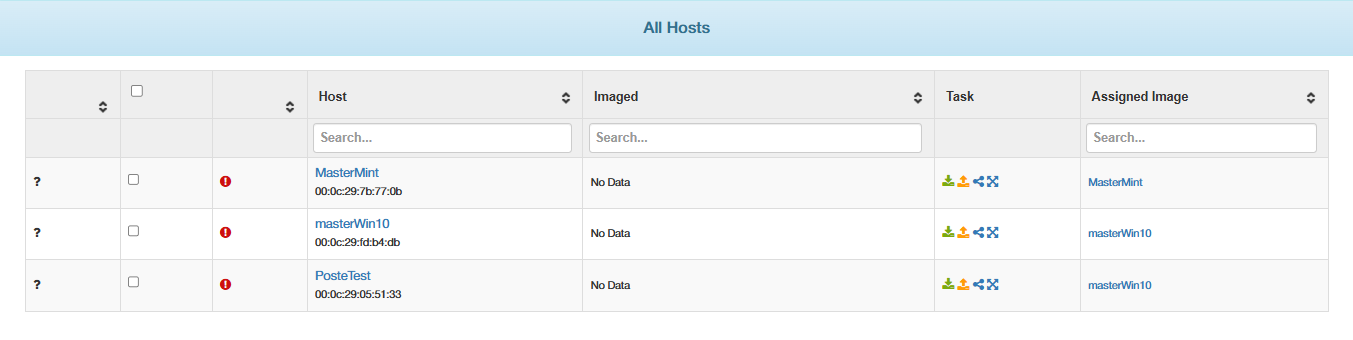 All Hosts
Host Imaged Task Assigned Image
Search... Search... Search...
? MasterMint No Data MasterMint
00:0c:29:7b:77:0b
? masterWin10 No Data masterWin10
00:0c:29:fd:b4:db
? PosteTest No Data masterWin10
00:0c:29:05:51:33